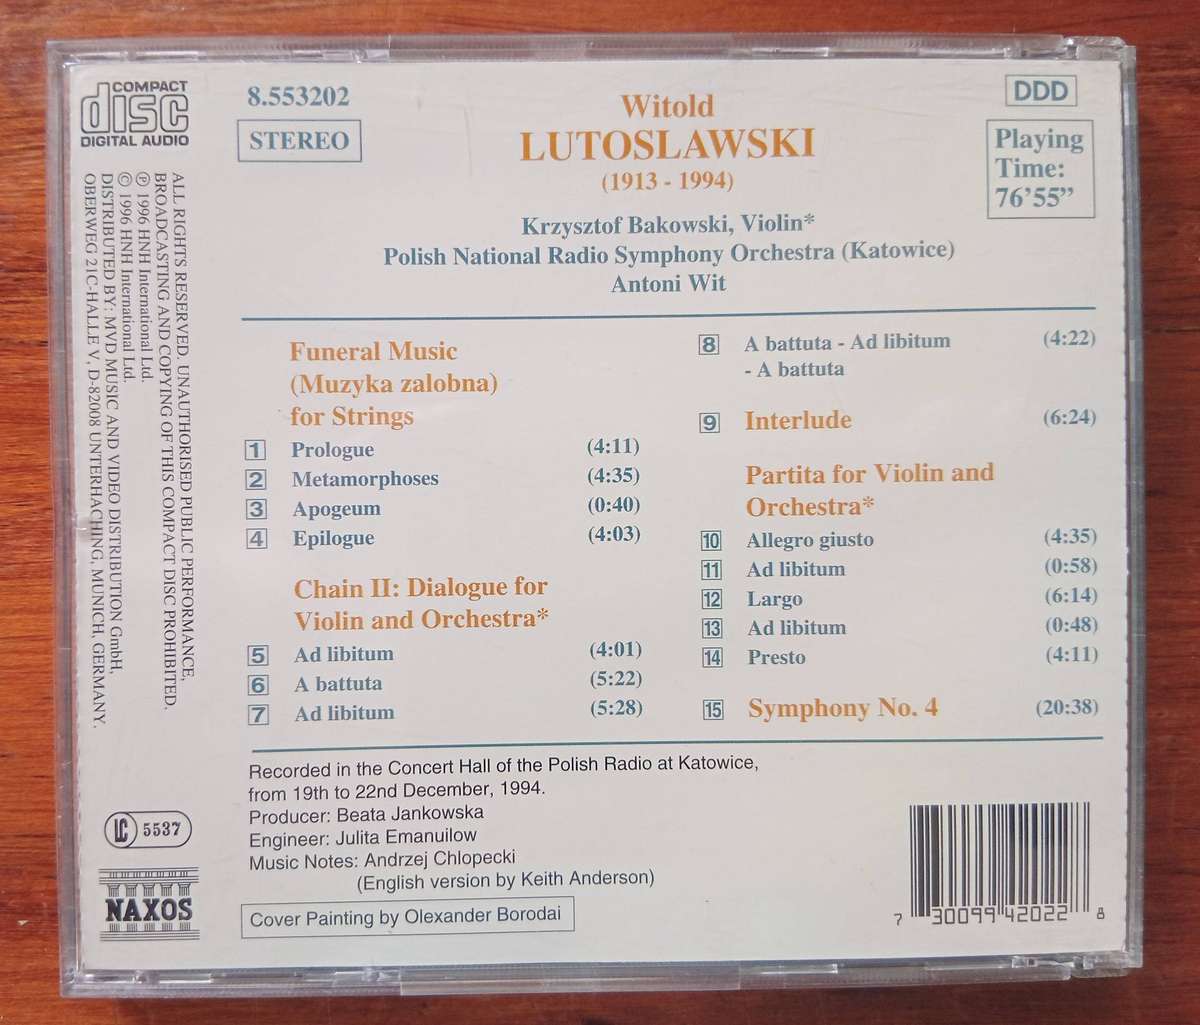 COMPACT
disc
DIGITAL AUDIO
8.553202
STEREO
Witold
LUTOSLAWSKI
(1913 - 1994)
DDD
Playing
Time:
76'55"
Krzysztof Bakowski, Violin*
Polish National Radio Symphony Orchestra (Katowice)
Antoni Wit
Funeral Music
(Muzyka zalobna)
for Strings
1 Prologue (4:11)
2 Metamorphoses (4:35)
3 Apogeum (0:40)
4 Epilogue (4:03)
Chain II: Dialogue for
Violin and Orchestra*
5 Ad libitum (4:01)
6 A battuta (5:22)
7 Ad libitum (5:28)
8 A battuta - Ad libitum (4:22)
- A battuta
9 Interlude (6:24)
Partita for Violin and
Orchestra*
10 Allegro giusto (4:35)
11 Ad libitum (0:58)
12 Largo (6:14)
13 Ad libitum (0:48)
14 Presto (4:11)
15 Symphony No. 4 (20:38)
Recorded in the Concert Hall of the Polish Radio at Katowice,
from 19th to 22nd December, 1994.
Producer: Beata Jankowska
Engineer: Julita Emanuilow
Music Notes: Andrzej Chlopecki
(English version by Keith Anderson)
Cover Painting by Olexander Borodai
ALL RIGHTS RESERVED. UNAUTHORISED PUBLIC PERFORMANCE,
BROADCASTING AND COPYING OF THIS COMPACT DISC PROHIBITED.
℗ 1996 HNH International Ltd.
© 1996 HNH International Ltd.
DISTRIBUTED BY: MVD MUSIC AND VIDEO DISTRIBUTION GmbH,
OBERWEG 21C-HALLE V, D-82008 UNTERHACHING, MUNICH, GERMANY.
LC 5537
NAXOS
7 30099 42022 8